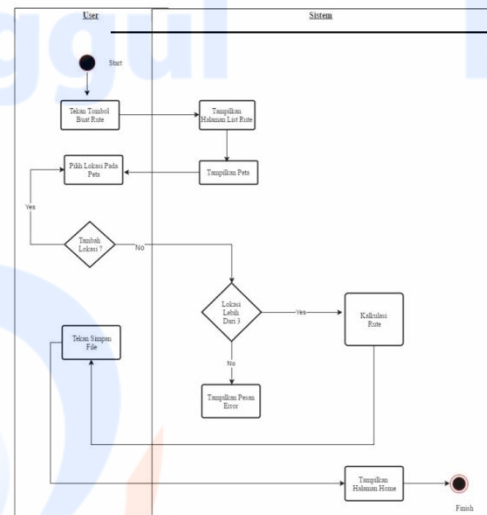 User
Sistem
Start
Tekan Tombol
Buat Rute
Tampilkan
Halaman List Rute
Pilih Lokasi Pada
Peta
Tampilkan Peta
Yes
Tambah
Lokasi ?
No
Lokasi
Lebih
Dari 3
Yes
Kalkulasi
Rute
Tekan Simpan
File
No
Tampilkan Pesan
Error
Tampilkan
Halaman Home
Finish
nggul